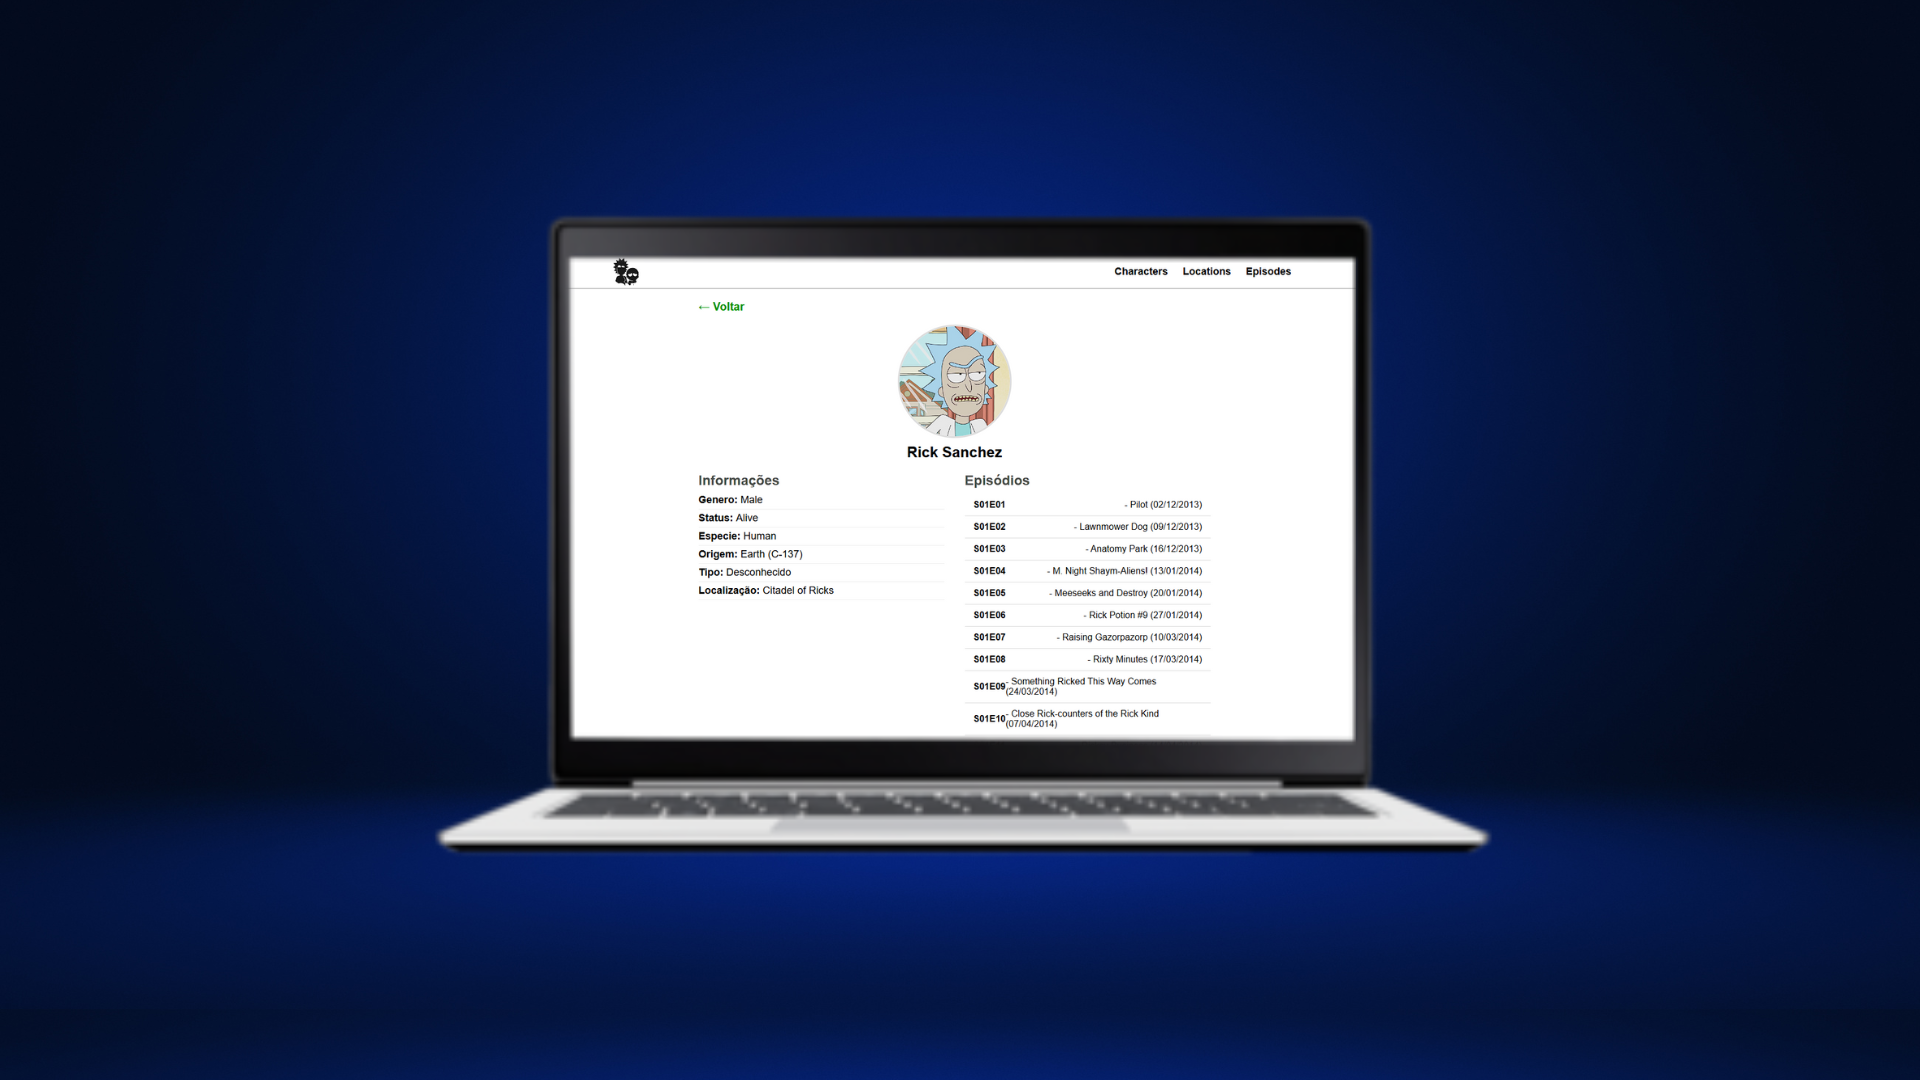 Characters Locations Episodes
← Voltar
Rick Sanchez
Informações
Genero: Male
Status: Alive
Especie: Human
Origem: Earth (C-137)
Tipo: Desconhecido
Localização: Citadel of Ricks
Episódios
S01E01 - Pilot (02/12/2013)
S01E02 - Lawnmower Dog (09/12/2013)
S01E03 - Anatomy Park (16/12/2013)
S01E04 - M. Night Shaym-Aliens! (13/01/2014)
S01E05 - Meeseeks and Destroy (20/01/2014)
S01E06 - Rick Potion #9 (27/01/2014)
S01E07 - Raising Gazorpazorp (10/03/2014)
S01E08 - Rixty Minutes (17/03/2014)
S01E09 - Something Ricked This Way Comes
(24/03/2014)
S01E10 - Close Rick-counters of the Rick Kind
(07/04/2014)